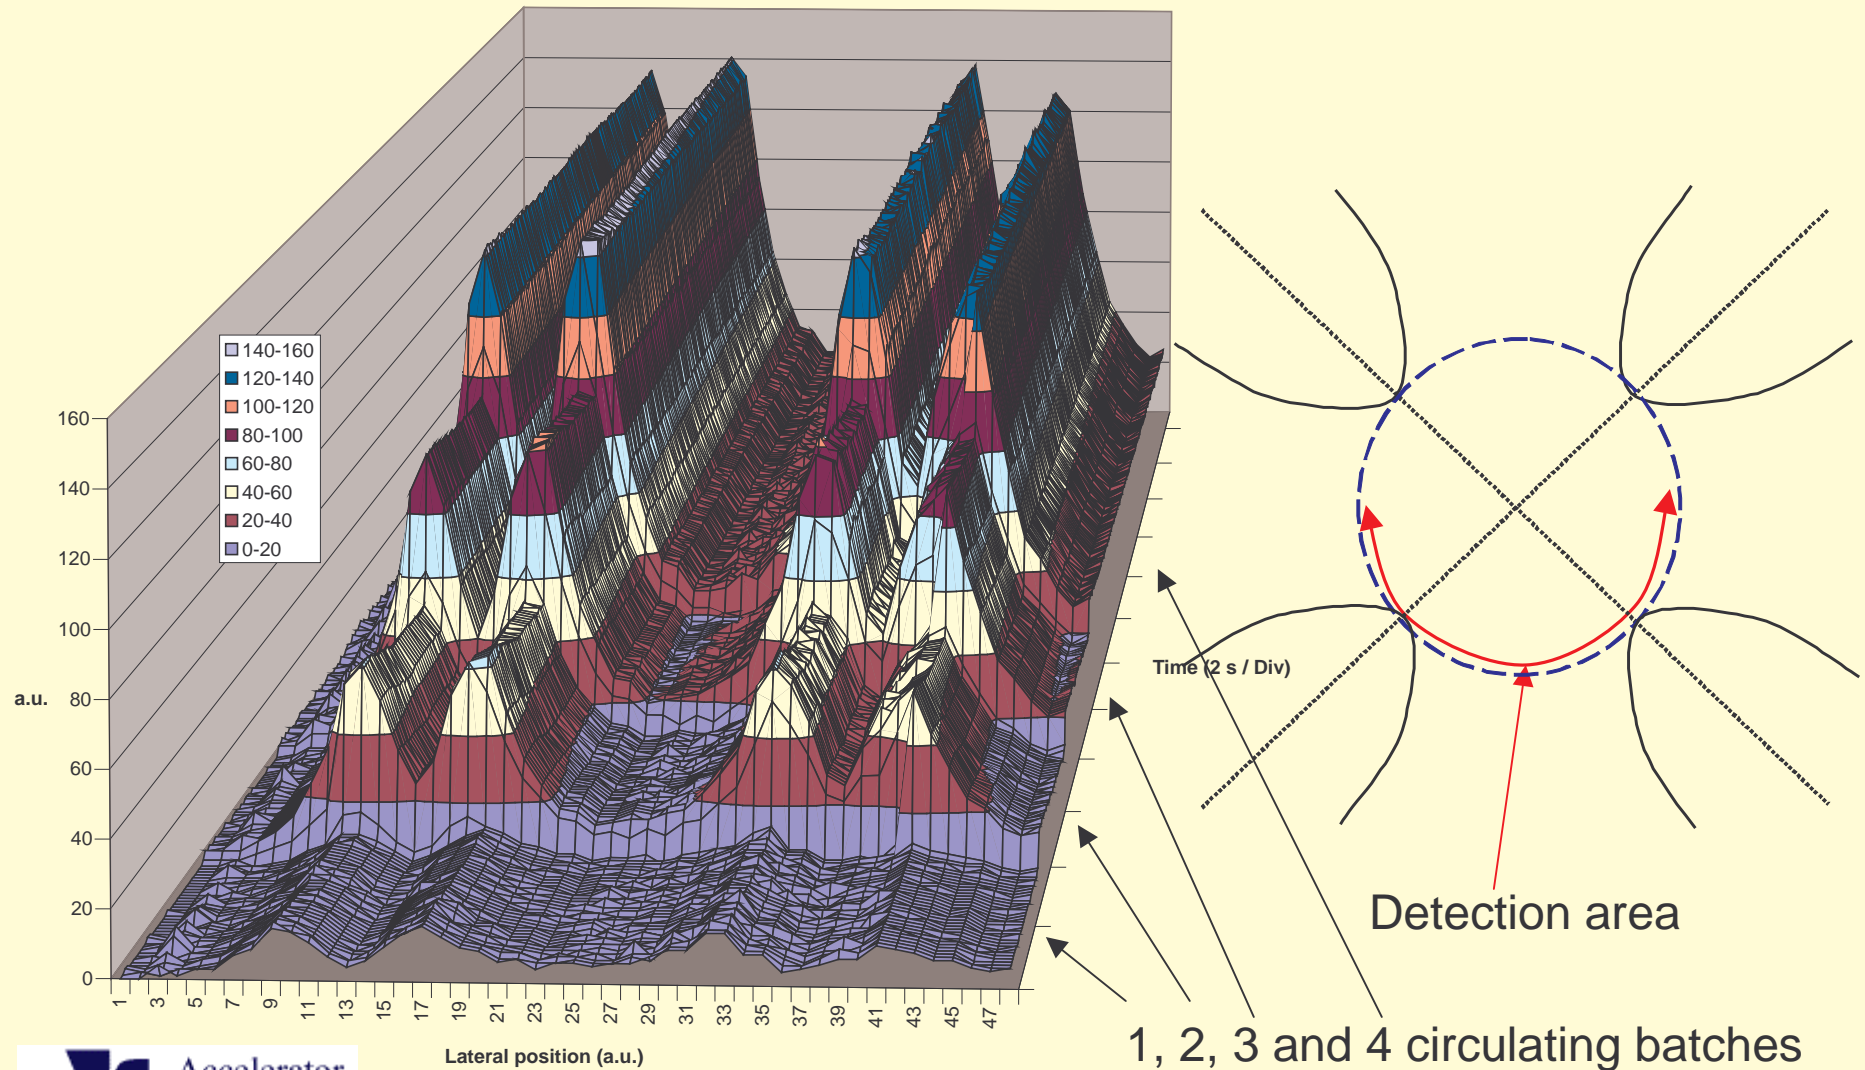 140-160
120-140
100-120
80-100
60-80
40-60
20-40
0-20
160
140
120
100
80
60
40
20
0
a.u.
1 3 5 7 9 11 13 15 17 19 21 23 25 27 29 31 33 35 37 39 41 43 45 47
Lateral position (a.u.)
Time (2 s / Div)
Detection area
1, 2, 3 and 4 circulating batches
Accelerator